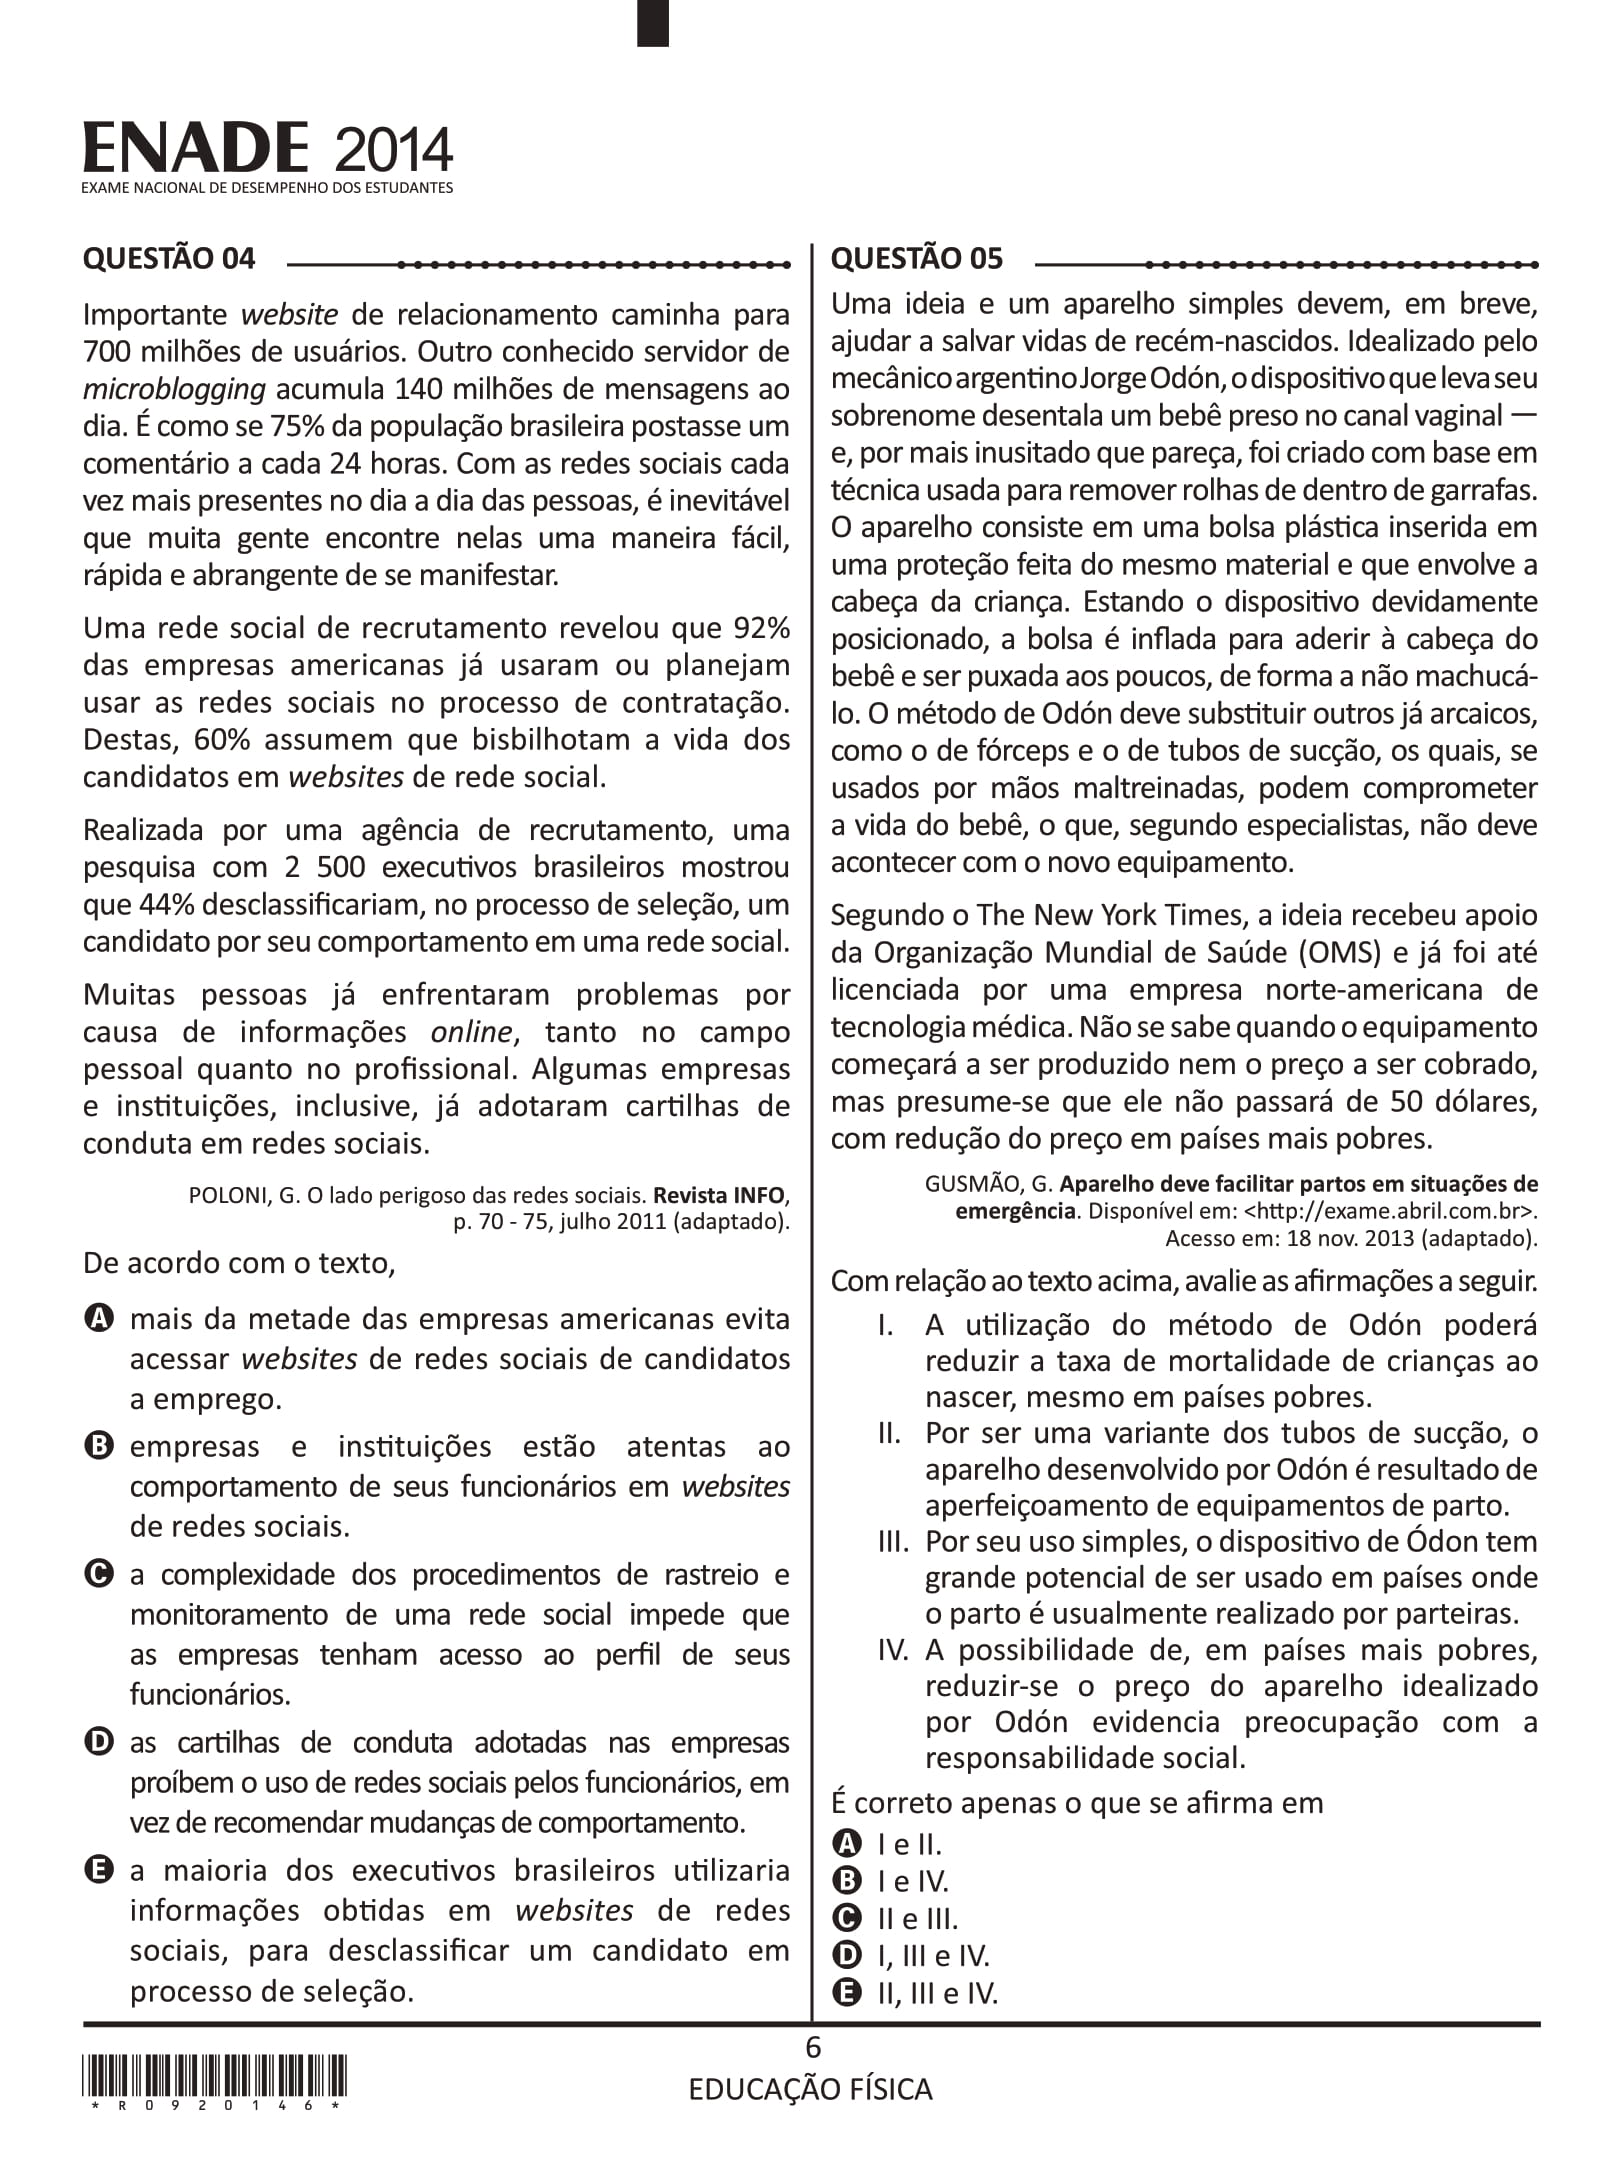 ENADE 2014
EXAME NACIONAL DE DESEMPENHO DOS ESTUDANTES
QUESTÃO 04
Importante website de relacionamento caminha para
700 milhões de usuários. Outro conhecido servidor de
microblogging acumula 140 milhões de mensagens ao
dia. É como se 75% da população brasileira postasse um
comentário a cada 24 horas. Com as redes sociais cada
vez mais presentes no dia a dia das pessoas, é inevitável
que muita gente encontre nelas uma maneira fácil,
rápida e abrangente de se manifestar.
Uma rede social de recrutamento revelou que 92%
das empresas americanas já usaram ou planejam
usar as redes sociais no processo de contratação.
Destas, 60% assumem que bisbilhotam a vida dos
candidatos em websites de rede social.
Realizada por uma agência de recrutamento, uma
pesquisa com 2 500 executivos brasileiros mostrou
que 44% desclassificariam, no processo de seleção, um
candidato por seu comportamento em uma rede social.
Muitas pessoas já enfrentaram problemas por
causa de informações online, tanto no campo
pessoal quanto no profissional. Algumas empresas
e instituições, inclusive, já adotaram cartilhas de
conduta em redes sociais.
POLONI, G. O lado perigoso das redes sociais. Revista INFO,
p. 70 - 75, julho 2011 (adaptado).
De acordo com o texto,
A mais da metade das empresas americanas evita
acessar websites de redes sociais de candidatos
a emprego.
B empresas e instituições estão atentas ao
comportamento de seus funcionários em websites
de redes sociais.
C a complexidade dos procedimentos de rastreio e
monitoramento de uma rede social impede que
as empresas tenham acesso ao perfil de seus
funcionários.
D as cartilhas de conduta adotadas nas empresas
proíbem o uso de redes sociais pelos funcionários, em
vez de recomendar mudanças de comportamento.
E a maioria dos executivos brasileiros utilizaria
informações obtidas em websites de redes
sociais, para desclassificar um candidato em
processo de seleção.
QUESTÃO 05
Uma ideia e um aparelho simples devem, em breve,
ajudar a salvar vidas de recém-nascidos. Idealizado pelo
mecânico argentino Jorge Odón, o dispositivo que leva seu
sobrenome desentala um bebê preso no canal vaginal —
e, por mais inusitado que pareça, foi criado com base em
técnica usada para remover rolhas de dentro de garrafas.
O aparelho consiste em uma bolsa plástica inserida em
uma proteção feita do mesmo material e que envolve a
cabeça da criança. Estando o dispositivo devidamente
posicionado, a bolsa é inflada para aderir à cabeça do
bebê e ser puxada aos poucos, de forma a não machucá-
lo. O método de Odón deve substituir outros já arcaicos,
como o de fórceps e o de tubos de sucção, os quais, se
usados por mãos maltreinadas, podem comprometer
a vida do bebê, o que, segundo especialistas, não deve
acontecer com o novo equipamento.
Segundo o The New York Times, a ideia recebeu apoio
da Organização Mundial de Saúde (OMS) e já foi até
licenciada por uma empresa norte-americana de
tecnologia médica. Não se sabe quando o equipamento
começará a ser produzido nem o preço a ser cobrado,
mas presume-se que ele não passará de 50 dólares,
com redução do preço em países mais pobres.
GUSMÃO, G. Aparelho deve facilitar partos em situações de
emergência. Disponível em: <http://exame.abril.com.br>.
Acesso em: 18 nov. 2013 (adaptado).
Com relação ao texto acima, avalie as afirmações a seguir.
I. A utilização do método de Odón poderá
reduzir a taxa de mortalidade de crianças ao
nascer, mesmo em países pobres.
II. Por ser uma variante dos tubos de sucção, o
aparelho desenvolvido por Odón é resultado de
aperfeiçoamento de equipamentos de parto.
III. Por seu uso simples, o dispositivo de Ódon tem
grande potencial de ser usado em países onde
o parto é usualmente realizado por parteiras.
IV. A possibilidade de, em países mais pobres,
reduzir-se o preço do aparelho idealizado
por Odón evidencia preocupação com a
responsabilidade social.
É correto apenas o que se afirma em
A I e II.
B I e IV.
C II e III.
D I, III e IV.
E II, III e IV.
6
EDUCAÇÃO FÍSICA
*R0920146*